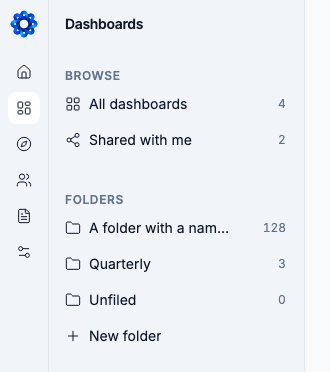 Dashboards
BROWSE
All dashboards 4
Shared with me 2
FOLDERS
A folder with a nam... 128
Quarterly 3
Unfiled 0
New folder